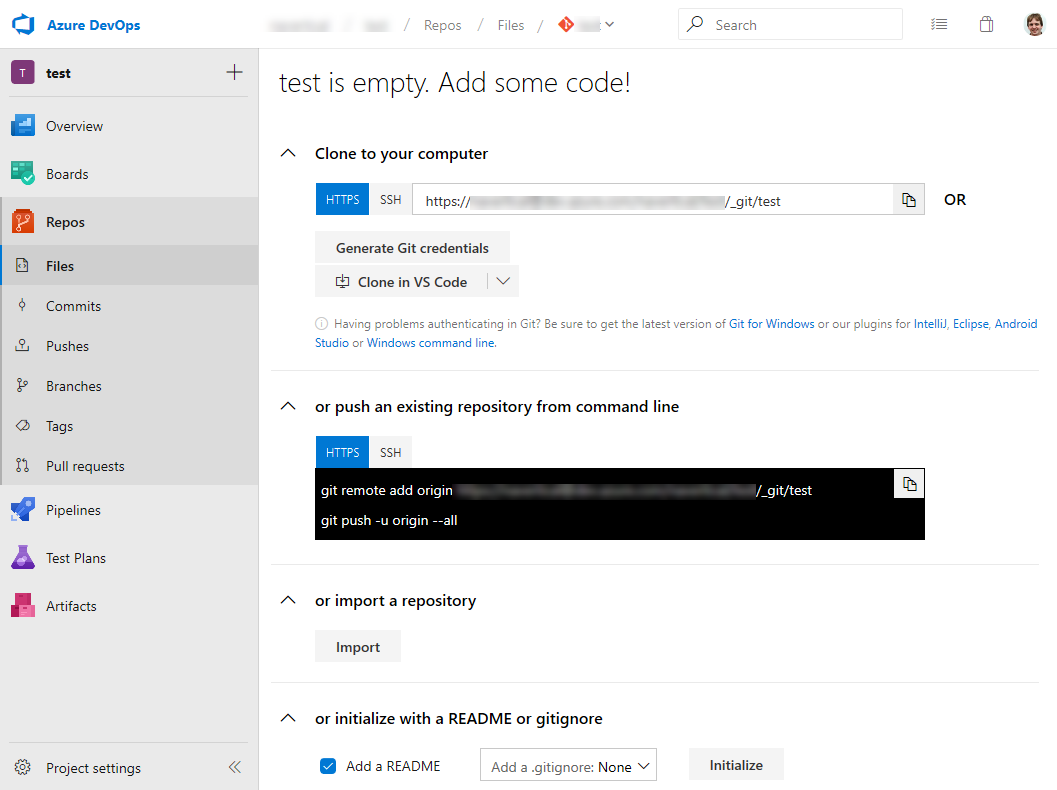 Azure DevOps
/ / Repos / Files /
Search
T test
Overview
Boards
Repos
Files
Commits
Pushes
Branches
Tags
Pull requests
Pipelines
Test Plans
Artifacts
Project settings
test is empty. Add some code!
Clone to your computer
HTTPS SSH https:// /_git/test OR
Generate Git credentials
Clone in VS Code
Having problems authenticating in Git? Be sure to get the latest version of Git for Windows or our plugins for IntelliJ, Eclipse, Android
Studio or Windows command line.
or push an existing repository from command line
HTTPS SSH
git remote add origin /_git/test
git push -u origin --all
or import a repository
Import
or initialize with a README or gitignore
Add a README Add a .gitignore: None Initialize